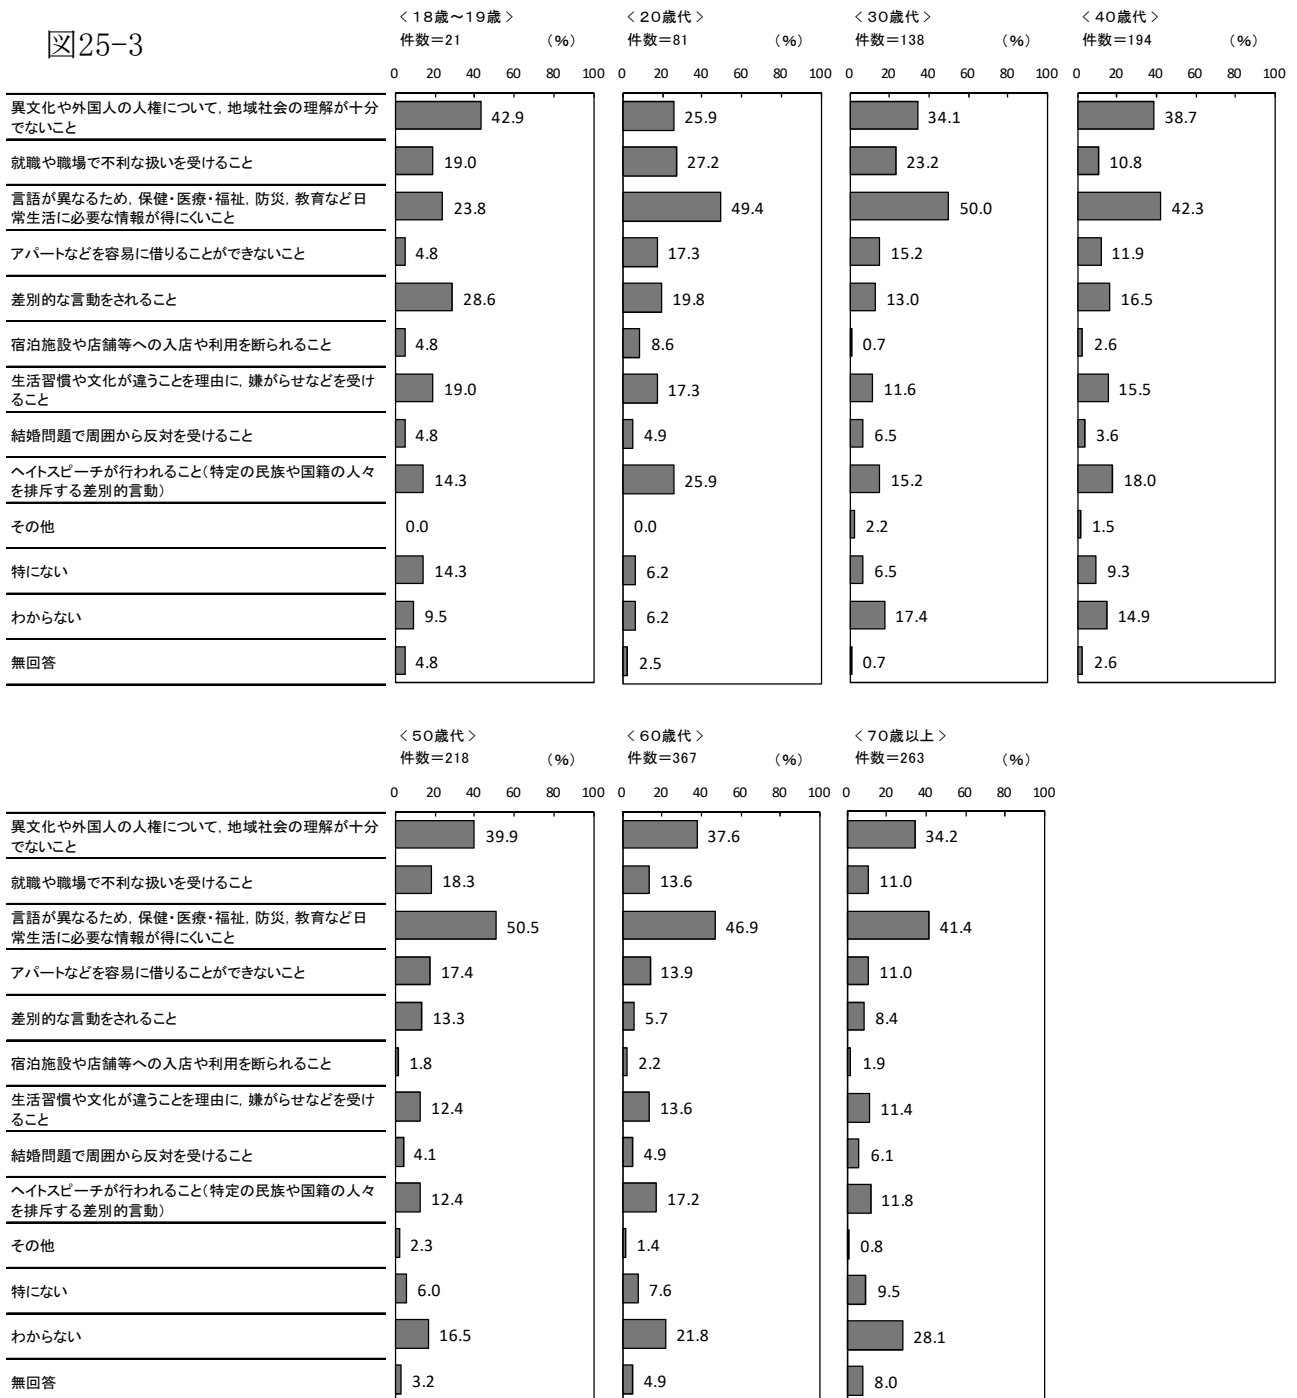 図25-3
＜18歳～19歳＞
件数＝21 （%）
0 20 40 60 80 100
＜20歳代＞
件数＝81 （%）
0 20 40 60 80 100
＜30歳代＞
件数＝138 （%）
0 20 40 60 80 100
＜40歳代＞
件数＝194 （%）
0 20 40 60 80 100
異文化や外国人の人権について，地域社会の理解が十分
でないこと
42.9 25.9 34.1 38.7
就職や職場で不利な扱いを受けること
19.0 27.2 23.2 10.8
言語が異なるため，保健・医療・福祉，防災，教育など日
常生活に必要な情報が得にくいこと
23.8 49.4 50.0 42.3
アパートなどを容易に借りることができないこと
4.8 17.3 15.2 11.9
差別的な言動をされること
28.6 19.8 13.0 16.5
宿泊施設や店舗等への入店や利用を断られること
4.8 8.6 0.7 2.6
生活習慣や文化が違うことを理由に，嫌がらせなどを受け
ること
19.0 17.3 11.6 15.5
結婚問題で周囲から反対を受けること
4.8 4.9 6.5 3.6
ヘイトスピーチが行われること（特定の民族や国籍の人々
を排斥する差別的言動）
14.3 25.9 15.2 18.0
その他
0.0 0.0 2.2 1.5
特にない
14.3 6.2 6.5 9.3
わからない
9.5 6.2 17.4 14.9
無回答
4.8 2.5 0.7 2.6
＜50歳代＞
件数＝218 （%）
0 20 40 60 80 100
＜60歳代＞
件数＝367 （%）
0 20 40 60 80 100
＜70歳以上＞
件数＝263 （%）
0 20 40 60 80 100
異文化や外国人の人権について，地域社会の理解が十分
でないこと
39.9 37.6 34.2
就職や職場で不利な扱いを受けること
18.3 13.6 11.0
言語が異なるため，保健・医療・福祉，防災，教育など日
常生活に必要な情報が得にくいこと
50.5 46.9 41.4
アパートなどを容易に借りることができないこと
17.4 13.9 11.0
差別的な言動をされること
13.3 5.7 8.4
宿泊施設や店舗等への入店や利用を断られること
1.8 2.2 1.9
生活習慣や文化が違うことを理由に，嫌がらせなどを受け
ること
12.4 13.6 11.4
結婚問題で周囲から反対を受けること
4.1 4.9 6.1
ヘイトスピーチが行われること（特定の民族や国籍の人々
を排斥する差別的言動）
12.4 17.2 11.8
その他
2.3 1.4 0.8
特にない
6.0 7.6 9.5
わからない
16.5 21.8 28.1
無回答
3.2 4.9 8.0